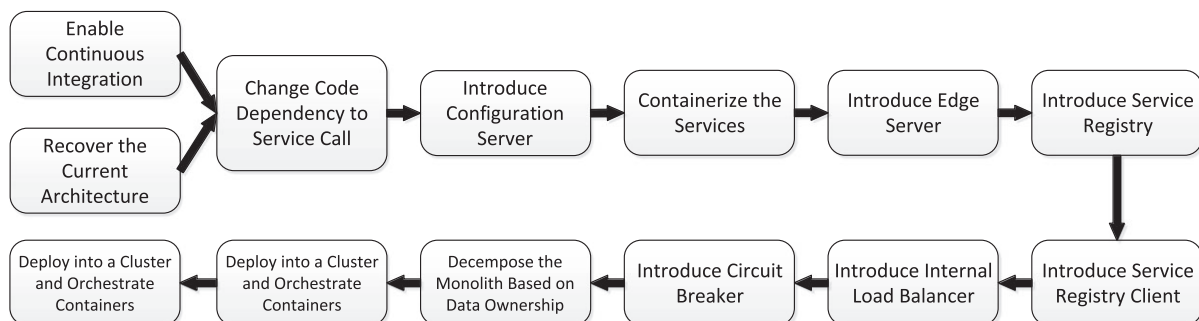 Enable
Continuous
Integration
Recover the
Current
Architecture
Change Code
Dependency to
Service Call
Introduce
Configuration
Server
Containerize the
Services
Introduce Edge
Server
Introduce Service
Registry
Introduce Service
Registry Client
Introduce Internal
Load Balancer
Introduce Circuit
Breaker
Decompose the
Monolith Based on
Data Ownership
Deploy into a Cluster
and Orchestrate
Containers
Deploy into a Cluster
and Orchestrate
Containers